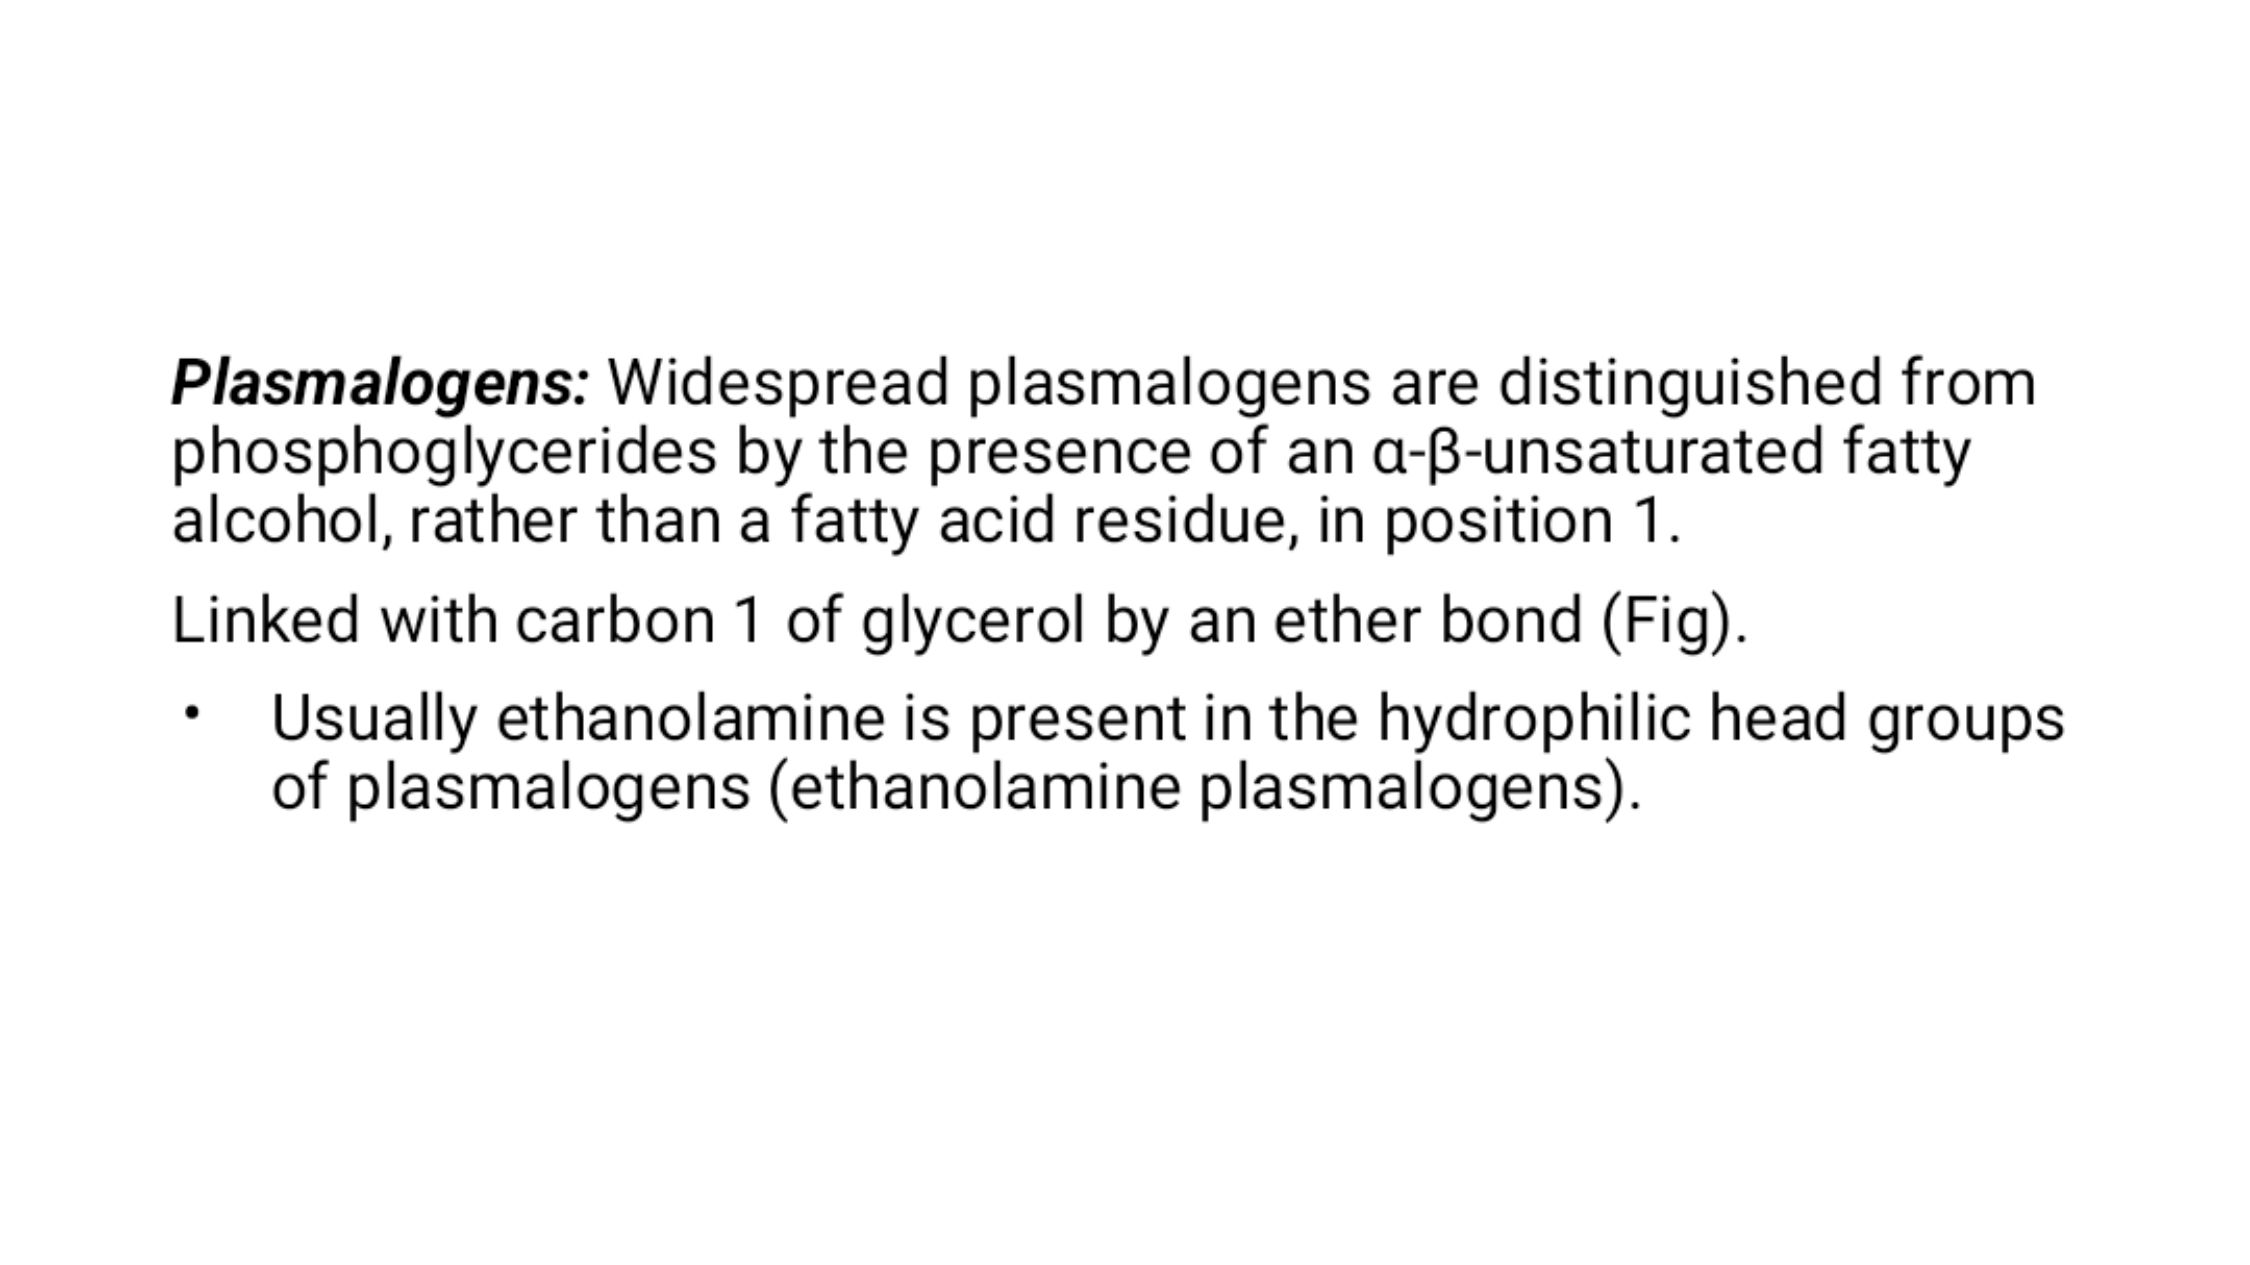 Plasmalogens: Widespread plasmalogens are distinguished from
phosphoglycerides by the presence of an α-β-unsaturated fatty
alcohol, rather than a fatty acid residue, in position 1.
Linked with carbon 1 of glycerol by an ether bond (Fig).
• Usually ethanolamine is present in the hydrophilic head groups
of plasmalogens (ethanolamine plasmalogens).